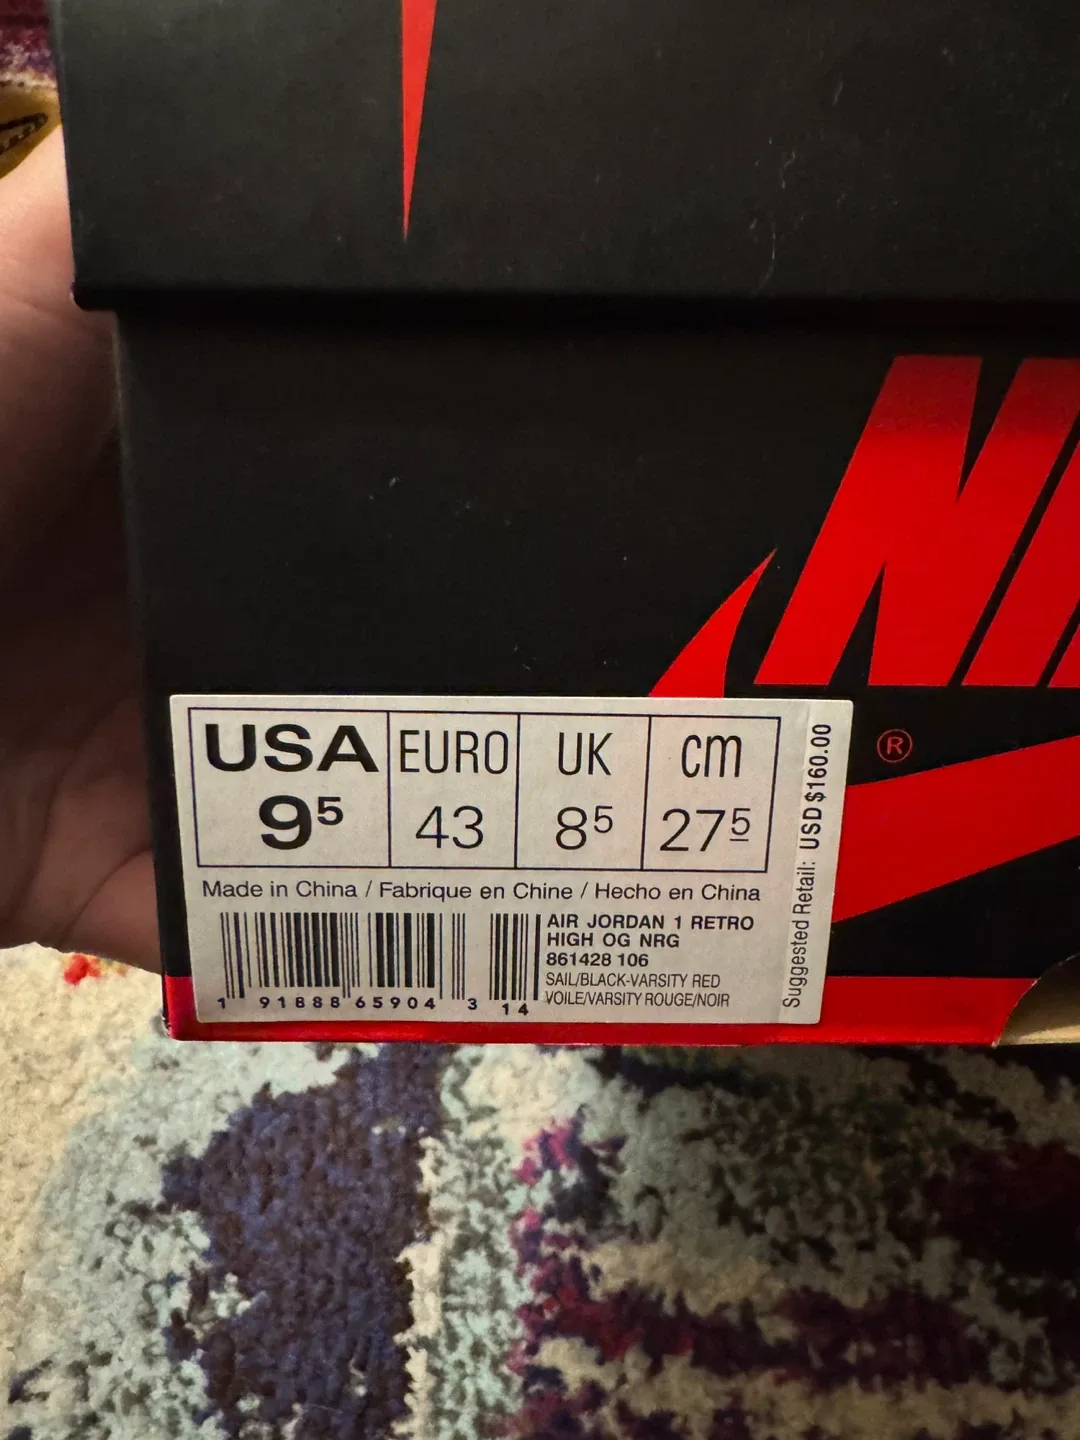 NI
®
USA EURO UK cm
9⁵ 43 8⁵ 27⁵
Made in China / Fabrique en Chine / Hecho en China
AIR JORDAN 1 RETRO
HIGH OG NRG
861428 106
SAIL/BLACK-VARSITY RED
VOILE/VARSITY ROUGE/NOIR
1 91888 65904 3 14
Suggested Retail: USD $160.00